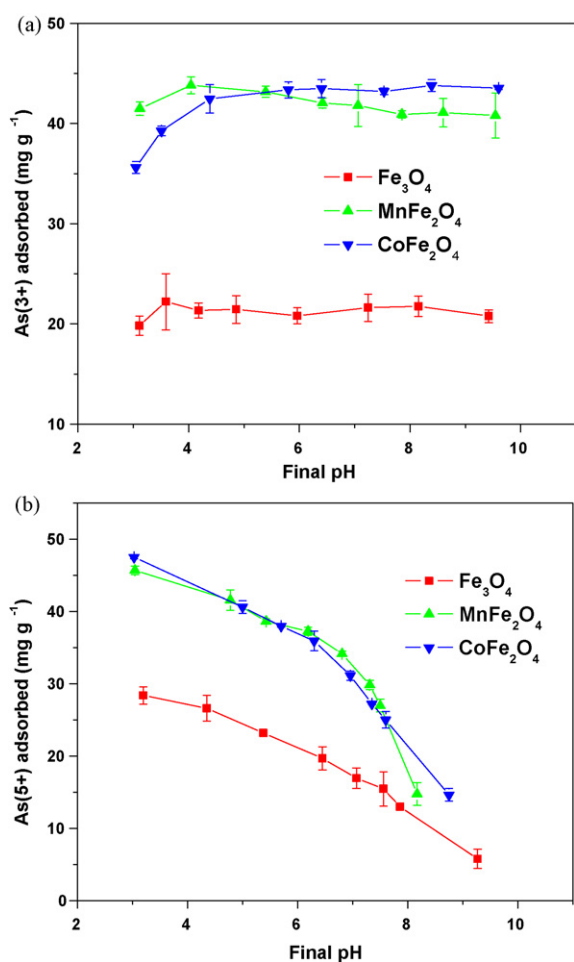 (a)
50
40
30
20
10
As(3+) adsorbed (mg g⁻¹)
Fe₃O₄
MnFe₂O₄
CoFe₂O₄
2 4 6 8 10
Final pH
(b)
50
40
30
20
10
0
As(5+) adsorbed (mg g⁻¹)
Fe₃O₄
MnFe₂O₄
CoFe₂O₄
2 4 6 8 10
Final pH